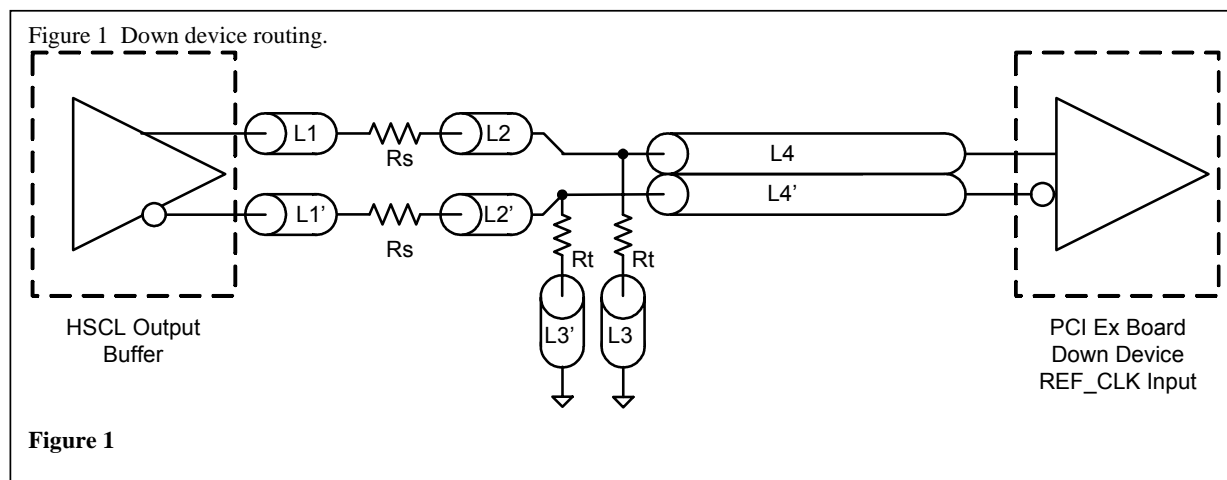 Figure 1 Down device routing.
L1
Rs
L2
L4
L1’
Rs
L2’
L4’
Rt
Rt
L3’
L3
HSCL Output
Buffer
PCI Ex Board
Down Device
REF_CLK Input
Figure 1